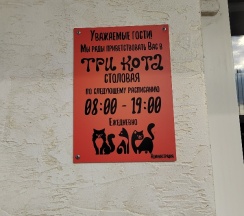 Уважаемые гости!
Мы рады приветствовать Вас в
ТРИ КОТА
СТОЛОВАЯ
по следующему расписанию
08:00 - 19:00
Ежедневно